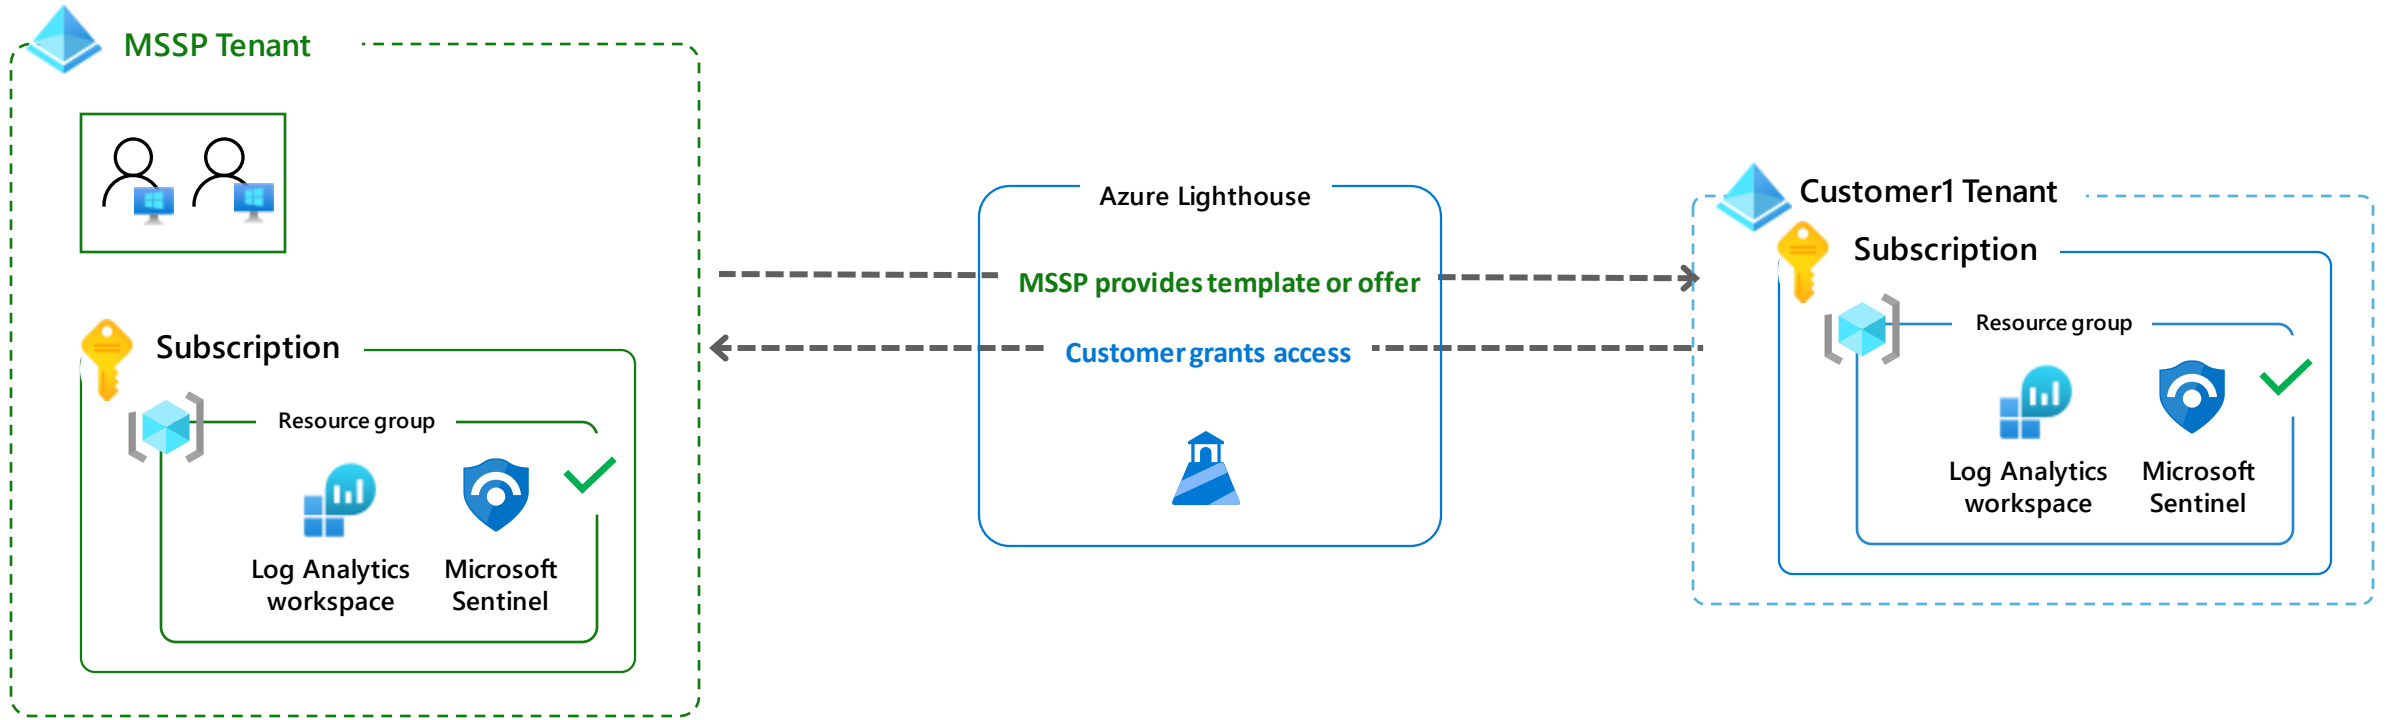 MSSP Tenant
Subscription
Resource group
Log Analytics
workspace
Microsoft
Sentinel
Azure Lighthouse
MSSP provides template or offer
Customer grants access
Customer1 Tenant
Subscription
Resource group
Log Analytics
workspace
Microsoft
Sentinel